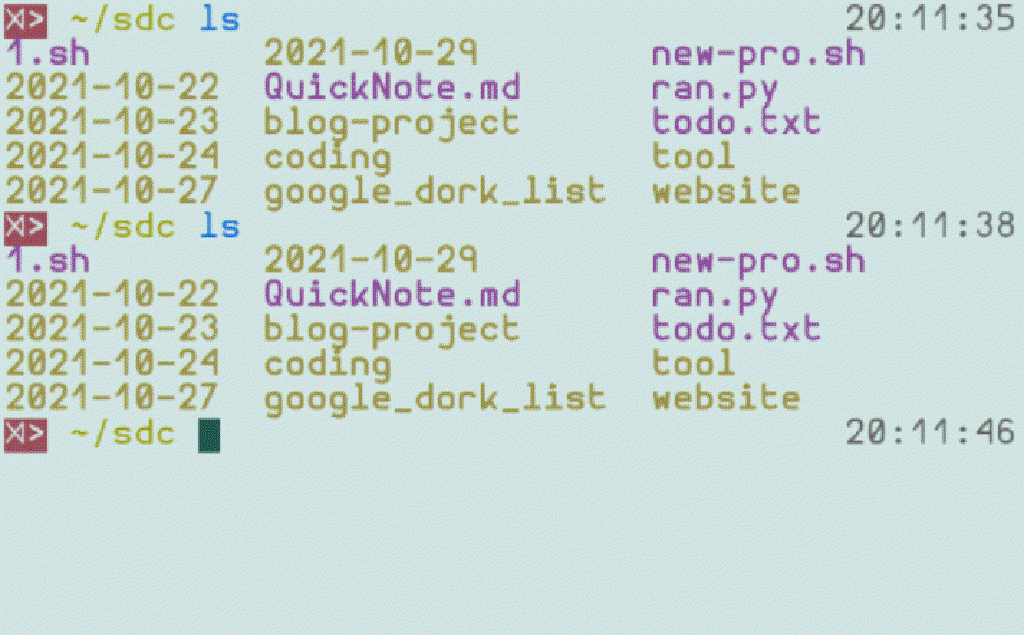 x> ~/sdc ls 20:11:35
1.sh 2021-10-29 new-pro.sh
2021-10-22 QuickNote.md ran.py
2021-10-23 blog-project todo.txt
2021-10-24 coding tool
2021-10-27 google_dork_list website
x> ~/sdc ls 20:11:38
1.sh 2021-10-29 new-pro.sh
2021-10-22 QuickNote.md ran.py
2021-10-23 blog-project todo.txt
2021-10-24 coding tool
2021-10-27 google_dork_list website
x> ~/sdc 20:11:46